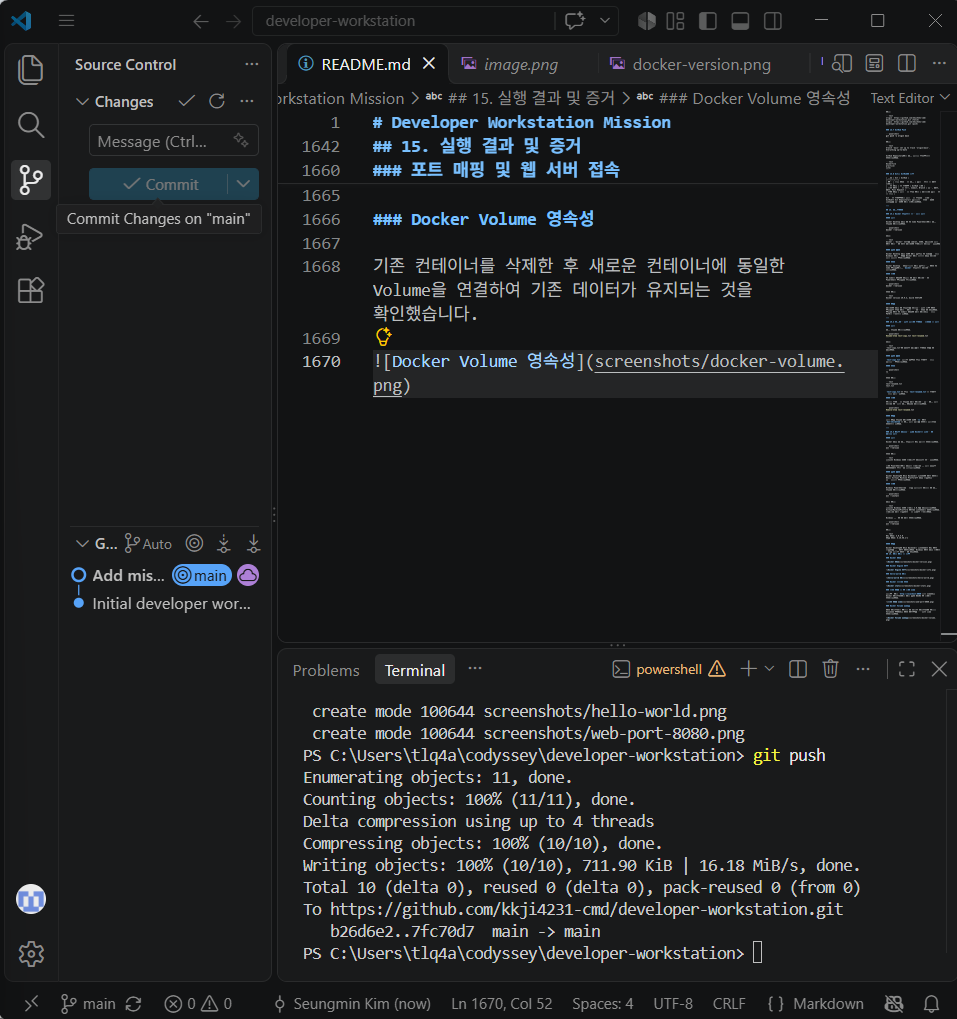 developer-workstation
Source Control
Changes
Message (Ctrl...
Commit
Commit Changes on "main"
G...
Auto
Add mis...
main
Initial developer wor...
README.md
image.png
docker-version.png
orkstation Mission > abc ## 15. 실행 결과 및 증거 > abc ### Docker Volume 영속성
Text Editor
1 # Developer Workstation Mission
1642 ## 15. 실행 결과 및 증거
1660 ### 포트 매핑 및 웹 서버 접속
1665
1666 ### Docker Volume 영속성
1667
1668 기존 컨테이너를 삭제한 후 새로운 컨테이너에 동일한
Volume을 연결하여 기존 데이터가 유지되는 것을
확인했습니다.
1669
1670 ![Docker Volume 영속성](screenshots/docker-volume.
png)
Problems
Terminal
powershell
create mode 100644 screenshots/hello-world.png
create mode 100644 screenshots/web-port-8080.png
PS C:\Users\tlq4a\codyssey\developer-workstation> git push
Enumerating objects: 11, done.
Counting objects: 100% (11/11), done.
Delta compression using up to 4 threads
Compressing objects: 100% (10/10), done.
Writing objects: 100% (10/10), 711.90 KiB | 16.18 MiB/s, done.
Total 10 (delta 0), reused 0 (delta 0), pack-reused 0 (from 0)
To https://github.com/kkji4231-cmd/developer-workstation.git
b26d6e2..7fc70d7 main -> main
PS C:\Users\tlq4a\codyssey\developer-workstation>
main
0
0
Seungmin Kim (now)
Ln 1670, Col 52
Spaces: 4
UTF-8
CRLF
{ } Markdown